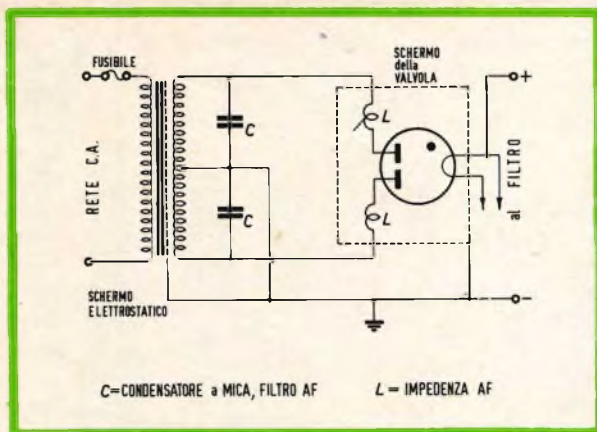 FUSIBILE
SCHERMO
della
VALVOLA
+
C
L
RETE C.A.
al FILTRO
C
L
SCHERMO
ELETTROSTATICO
-
C=CONDENSATORE a MICA, FILTRO AF
L = IMPEDENZA AF